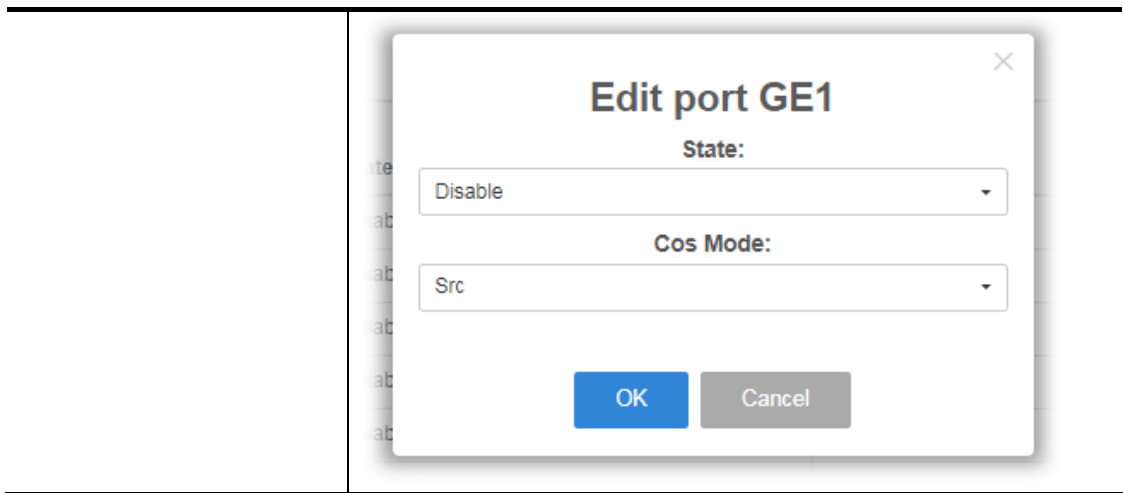 ×
Edit port GE1
State:
Disable
Cos Mode:
Src
OK
Cancel